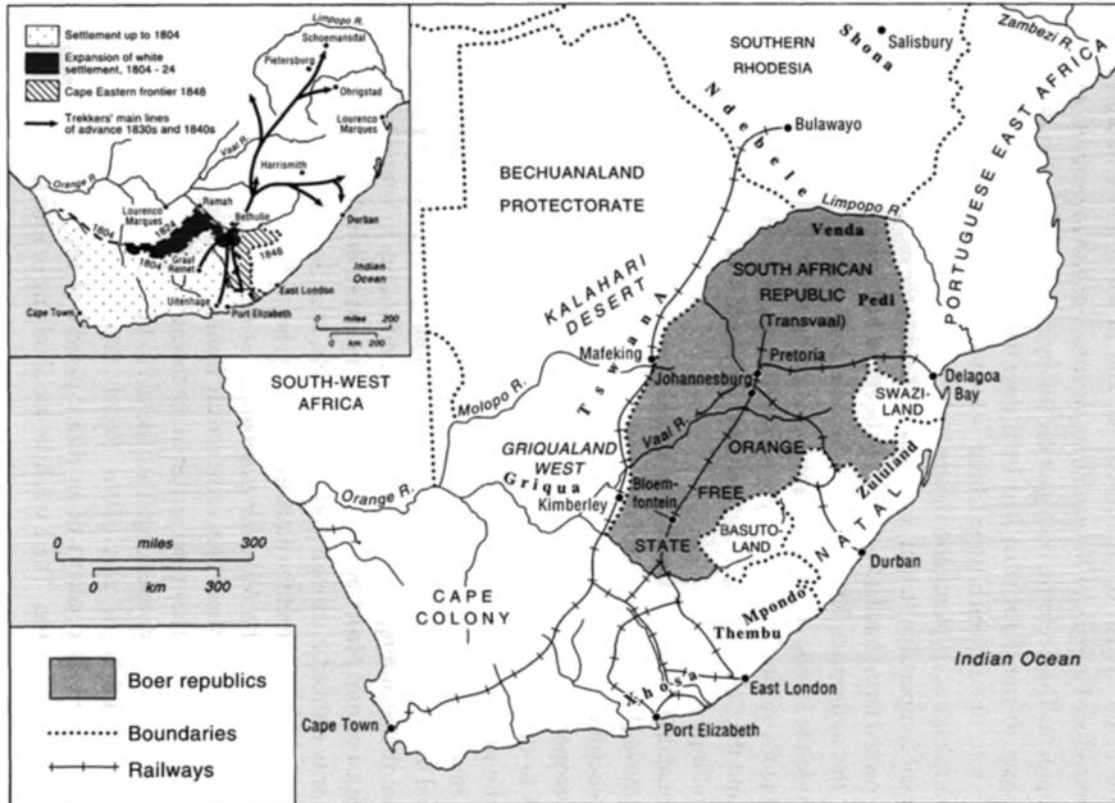 Settlement up to 1804
Expansion of white
settlement, 1804 - 24
Cape Eastern frontier 1848
Trekkers' main lines
of advance 1830s and 1840s
Limpopo R.
Schoemansdal
Pietersburg
Ohrigstad
Lourenco
Marques
Vaal R.
Harrismith
Orange R.
Ramah
Lourenco
Marques
Bethulie
Durban
1804
1824
1804
1848
Graaf
Reinet
Indian
Ocean
Uitenhage
East London
Cape Town
Port Elizabeth
0 miles 200
0 km 200
Zambezi R.
SOUTHERN
RHODESIA
Shona
Salisbury
Ndebele
Bulawayo
PORTUGUESE EAST AFRICA
BECHUANALAND
PROTECTORATE
Limpopo R.
Venda
SOUTH AFRICAN
REPUBLIC
(Transvaal)
Pedi
KALAHARI
DESERT
Tswana
Mafeking
Pretoria
Johannesburg
Delagoa
Bay
SWAZI-
LAND
SOUTH-WEST
AFRICA
Molopo R.
Vaal R.
ORANGE
FREE
STATE
GRIQUALAND
WEST
Griqua
Kimberley
Bloem-
fontein
Zululand
NATAL
BASUTO-
LAND
Durban
Orange R.
0 miles 300
0 km 300
CAPE
COLONY
Mpondo
Thembu
Xhosa
East London
Port Elizabeth
Cape Town
Indian Ocean
Boer republics
Boundaries
Railways